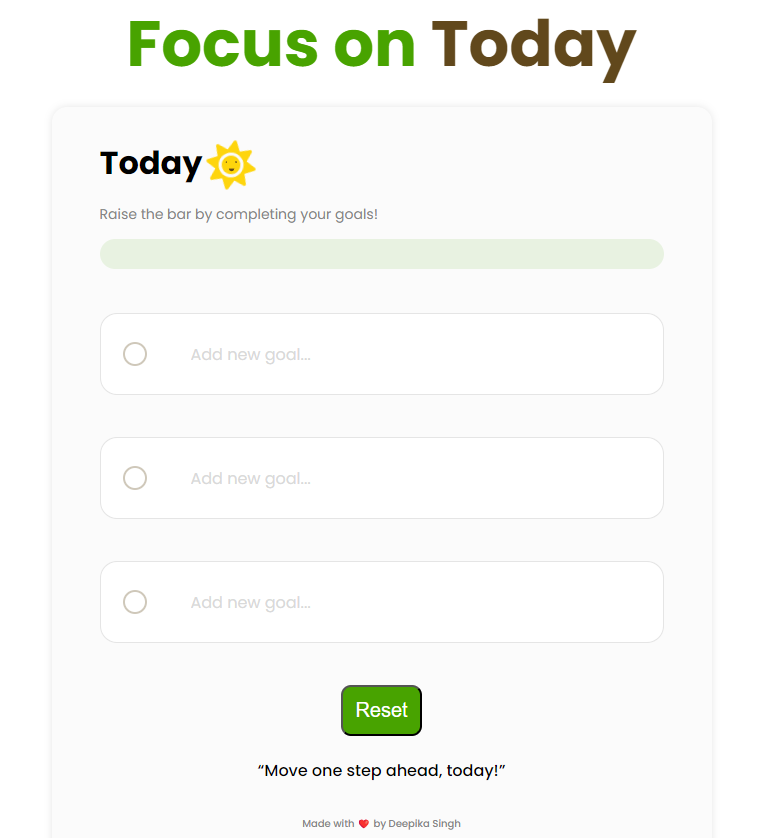 Focus on Today
Today
Raise the bar by completing your goals!
Add new goal...
Add new goal...
Add new goal...
Reset
“Move one step ahead, today!”
Made with ❤️ by Deepika Singh